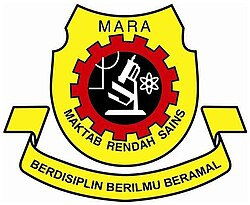 MARA
MAKTAB RENDAH SAINS
BERDISIPLIN BERILMU BERAMAL